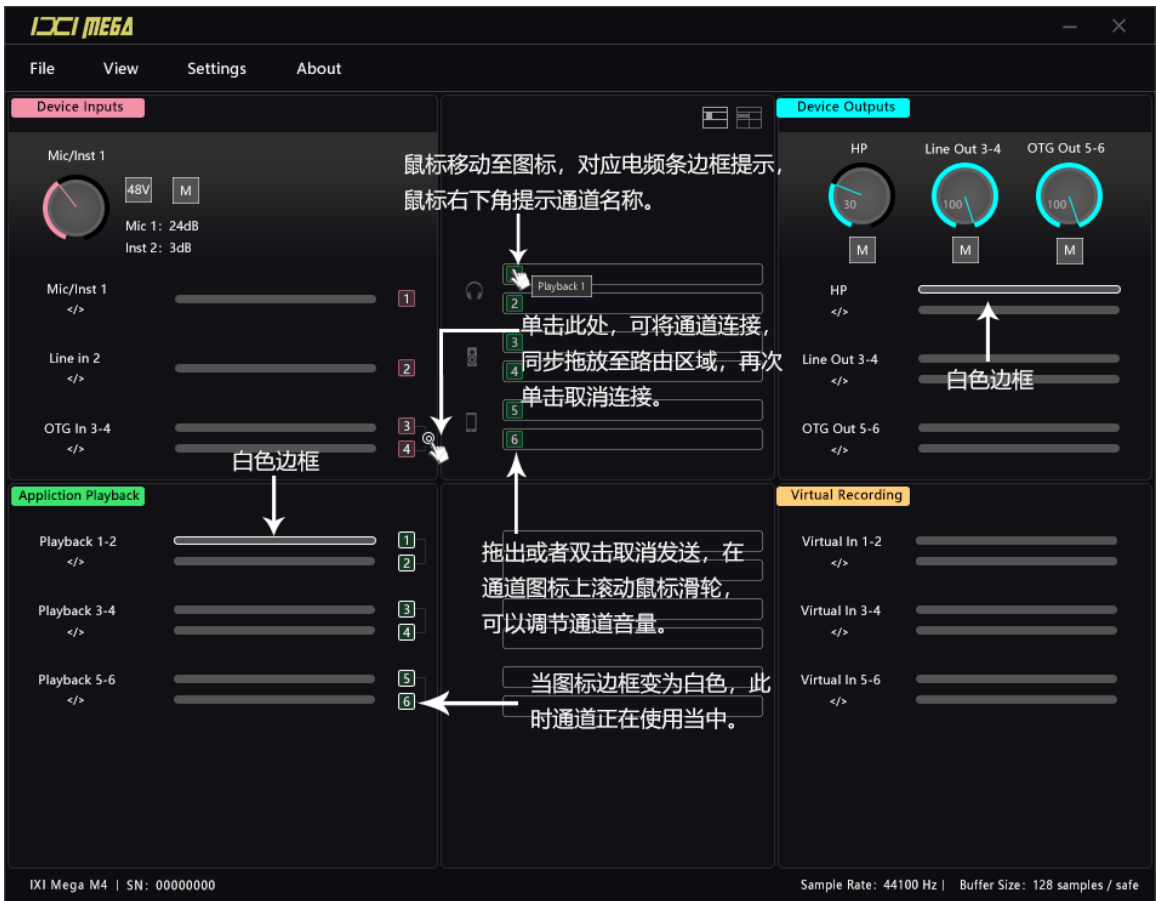 IXI MEGA
File View Settings About
Device Inputs
Mic/Inst 1
48V M
Mic 1: 24dB
Inst 2: 3dB
Mic/Inst 1
</>
1
Line in 2
</>
2
OTG In 3-4
</>
3
4
白色边框
鼠标移动至图标，对应电频条边框提示，
鼠标右下角提示通道名称。
Playback 1
2
单击此处，可将通道连接，
3
同步拖放至路由区域，再次
4
单击取消连接。
5
6
Device Outputs
HP Line Out 3-4 OTG Out 5-6
30 100 100
M M M
HP
</>
Line Out 3-4
</>
白色边框
OTG Out 5-6
</>
Appliction Playback
Playback 1-2
</>
1
2
Playback 3-4
</>
3
4
Playback 5-6
</>
5
6
拖出或者双击取消发送，在
通道图标上滚动鼠标滑轮，
可以调节通道音量。
当图标边框变为白色，此
时通道正在使用当中。
Virtual Recording
Virtual In 1-2
</>
Virtual In 3-4
</>
Virtual In 5-6
</>
IXI Mega M4 | SN: 00000000
Sample Rate: 44100 Hz | Buffer Size: 128 samples / safe